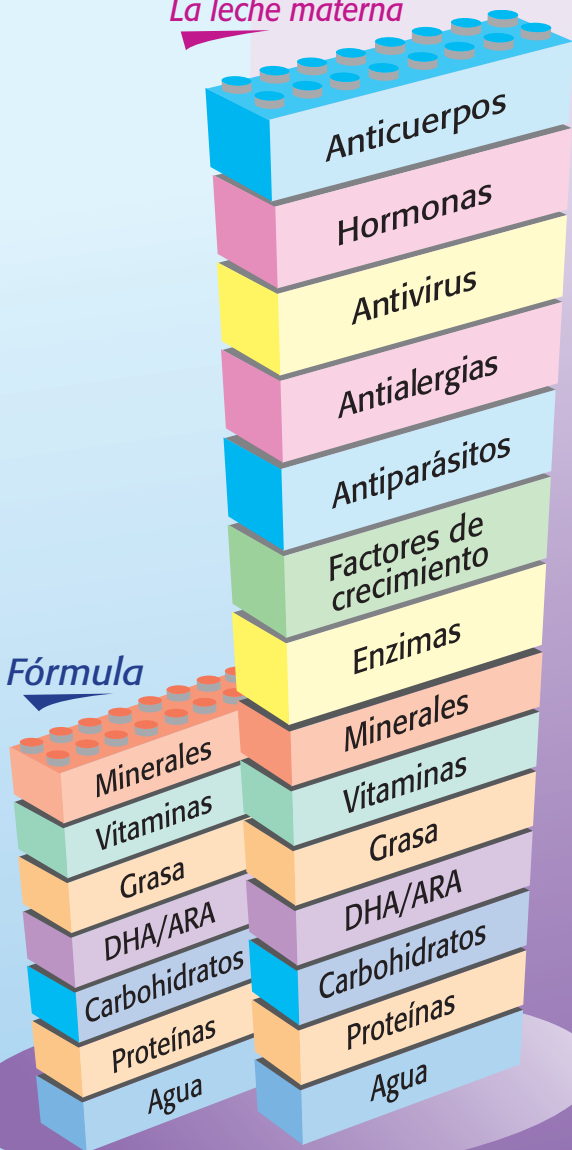 La leche materna
Anticuerpos
Hormonas
Antivirus
Antialergias
Antiparásitos
Factores de
crecimiento
Enzimas
Minerales
Vitaminas
Grasa
DHA/ARA
Carbohidratos
Proteínas
Agua
Fórmula
Minerales
Vitaminas
Grasa
DHA/ARA
Carbohidratos
Proteínas
Agua